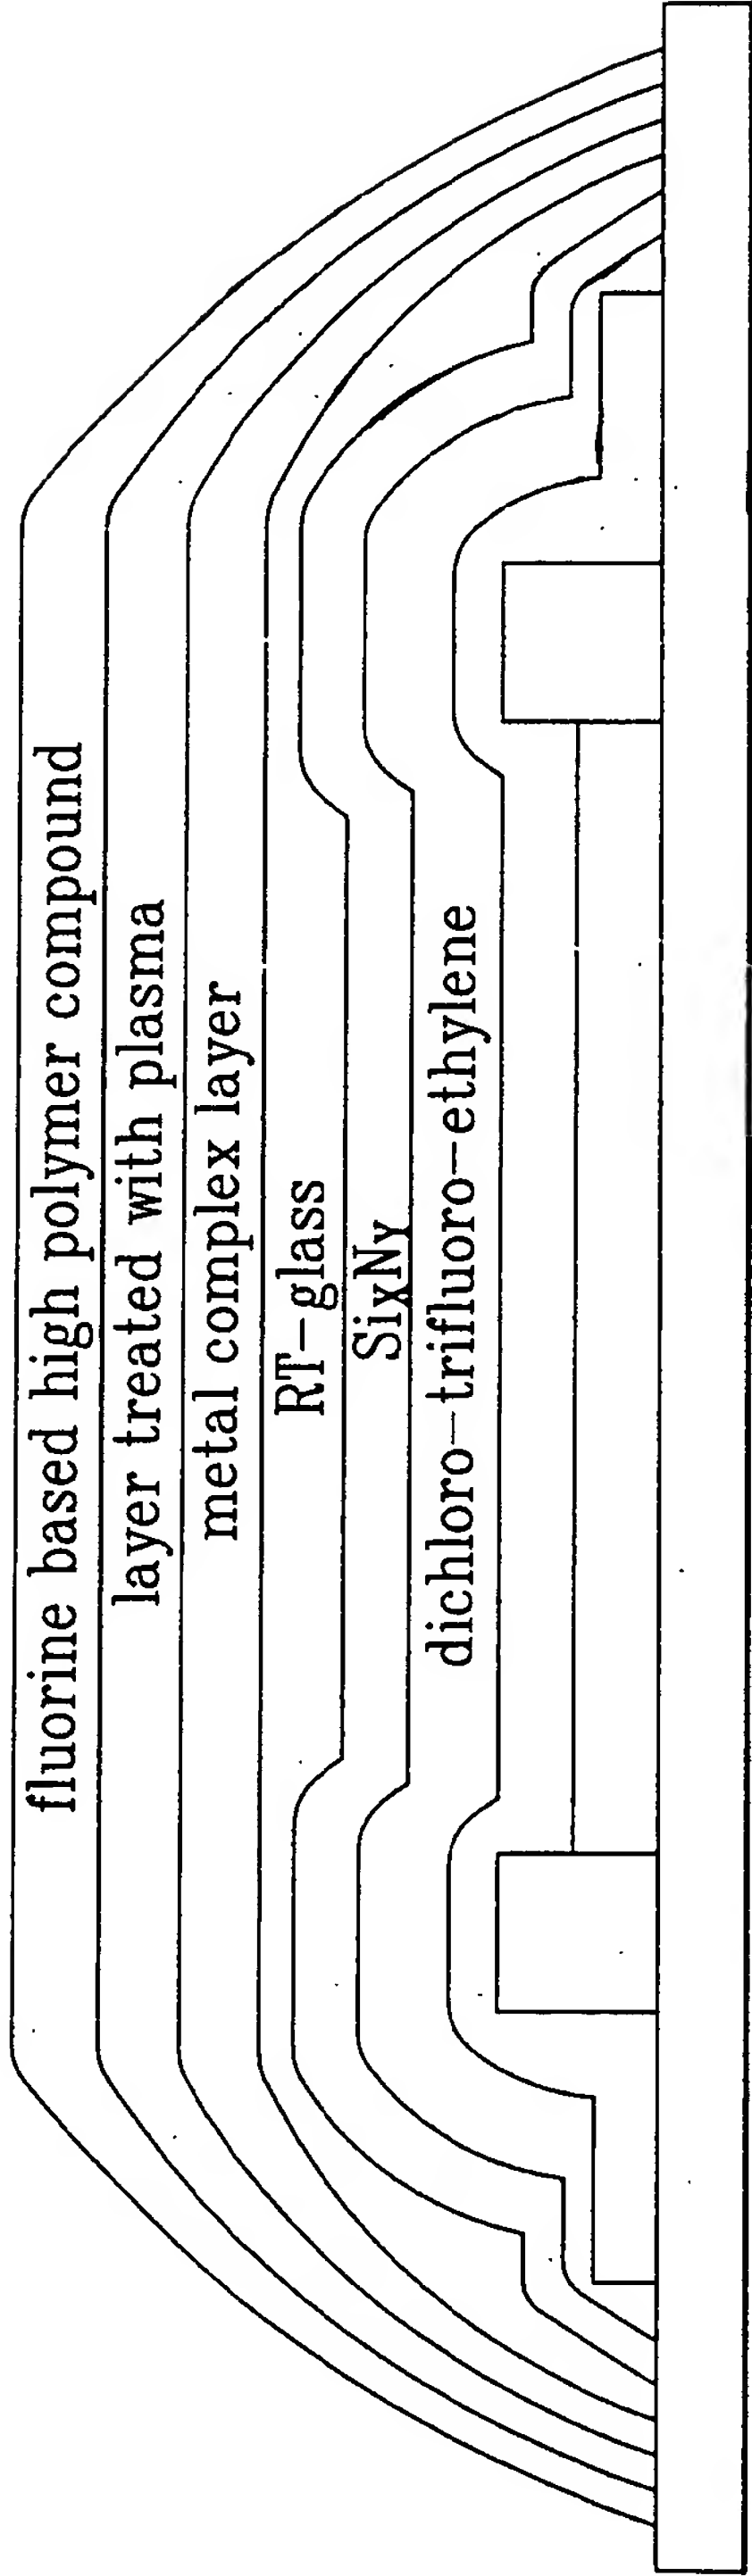 fluorine based high polymer compound
layer treated with plasma
metal complex layer
RT-glass
SixNY
dichloro-trifluoro-ethylene